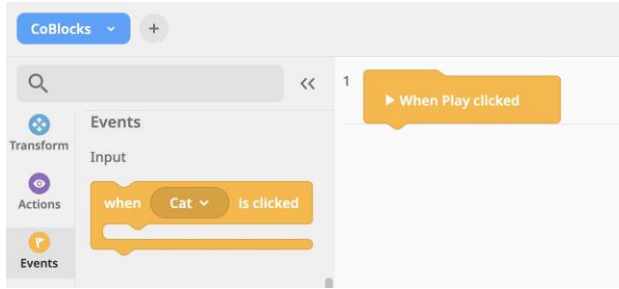 CoBlocks
+
1
When Play clicked
Transform
Events
Input
Actions
when Cat is clicked
Events